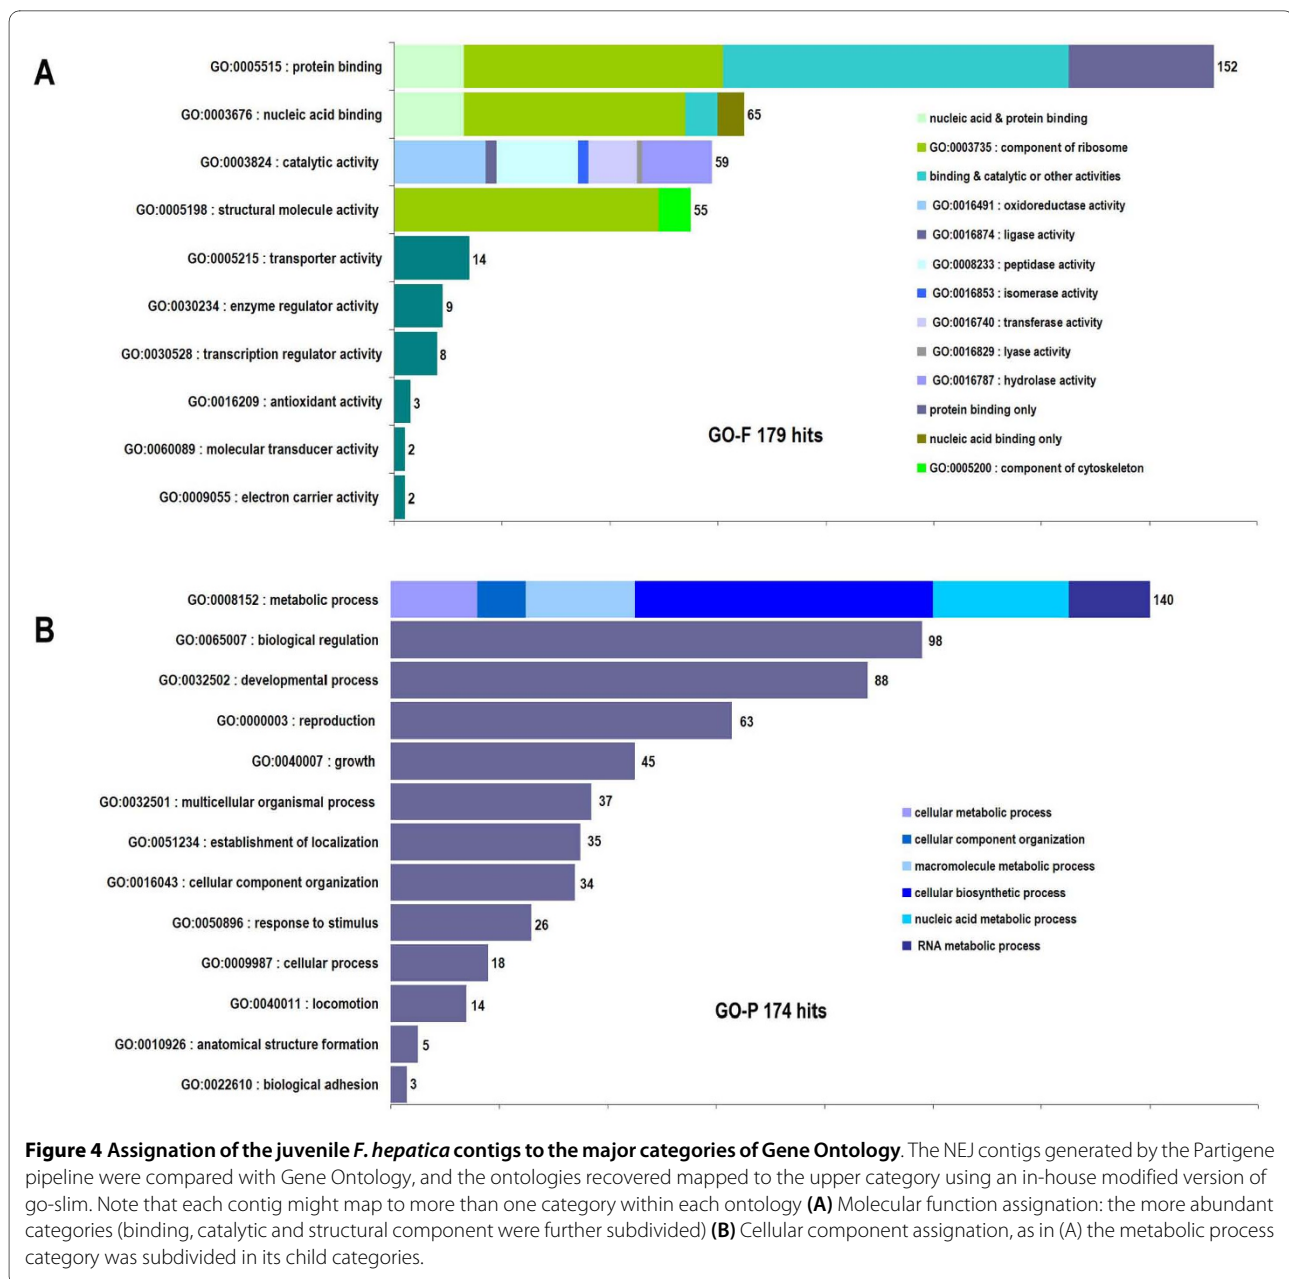 A
GO:0005515 : protein binding
152
GO:0003676 : nucleic acid binding
65
GO:0003824 : catalytic activity
59
GO:0005198 : structural molecule activity
55
GO:0005215 : transporter activity
14
GO:0030234 : enzyme regulator activity
9
GO:0030528 : transcription regulator activity
8
GO:0016209 : antioxidant activity
3
GO:0060089 : molecular transducer activity
2
GO:0009055 : electron carrier activity
2
nucleic acid & protein binding
GO:0003735 : component of ribosome
binding & catalytic or other activities
GO:0016491 : oxidoreductase activity
GO:0016874 : ligase activity
GO:0008233 : peptidase activity
GO:0016853 : isomerase activity
GO:0016740 : transferase activity
GO:0016829 : lyase activity
GO:0016787 : hydrolase activity
protein binding only
nucleic acid binding only
GO:0005200 : component of cytoskeleton
GO-F 179 hits
B
GO:0008152 : metabolic process
140
GO:0065007 : biological regulation
98
GO:0032502 : developmental process
88
GO:0000003 : reproduction
63
GO:0040007 : growth
45
GO:0032501 : multicellular organismal process
37
GO:0051234 : establishment of localization
35
GO:0016043 : cellular component organization
34
GO:0050896 : response to stimulus
26
GO:0009987 : cellular process
18
GO:0040011 : locomotion
14
GO:0010926 : anatomical structure formation
5
GO:0022610 : biological adhesion
3
cellular metabolic process
cellular component organization
macromolecule metabolic process
cellular biosynthetic process
nucleic acid metabolic process
RNA metabolic process
GO-P 174 hits
Figure 4 Assignation of the juvenile F. hepatica contigs to the major categories of Gene Ontology. The NEJ contigs generated by the Partigene
pipeline were compared with Gene Ontology, and the ontologies recovered mapped to the upper category using an in-house modified version of
go-slim. Note that each contig might map to more than one category within each ontology (A) Molecular function assignation: the more abundant
categories (binding, catalytic and structural component were further subdivided) (B) Cellular component assignation, as in (A) the metabolic process
category was subdivided in its child categories.